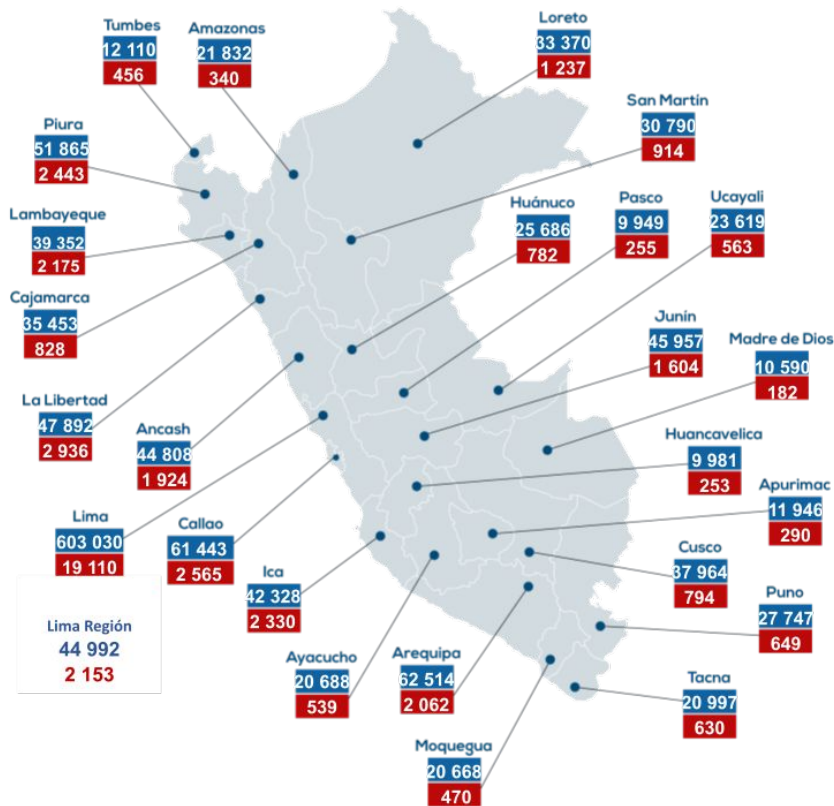 Tumbes
12 110
456
Amazonas
21 832
340
Loreto
33 370
1 237
San Martín
30 790
914
Piura
51 865
2 443
Huánuco
25 686
782
Pasco
9 949
255
Ucayali
23 619
563
Lambayeque
39 352
2 175
Cajamarca
35 453
828
Junín
45 957
1 604
Madre de Dios
10 590
182
La Libertad
47 892
2 936
Ancash
44 808
1 924
Huancavelica
9 981
253
Apurimac
11 946
290
Lima
603 030
19 110
Callao
61 443
2 565
Ica
42 328
2 330
Cusco
37 964
794
Puno
27 747
649
Lima Región
44 992
2 153
Ayacucho
20 688
539
Arequipa
62 514
2 062
Tacna
20 997
630
Moquegua
20 668
470